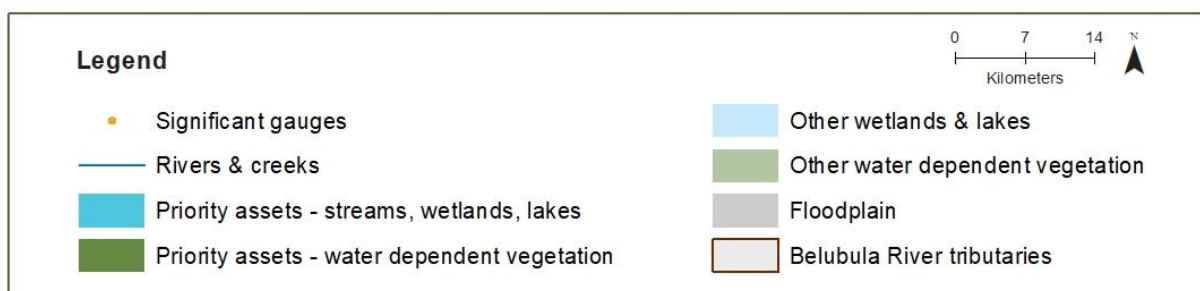 Legend
0 7 14 N
Kilometers
Significant gauges
Rivers & creeks
Priority assets - streams, wetlands, lakes
Priority assets - water dependent vegetation
Other wetlands & lakes
Other water dependent vegetation
Floodplain
Belubula River tributaries